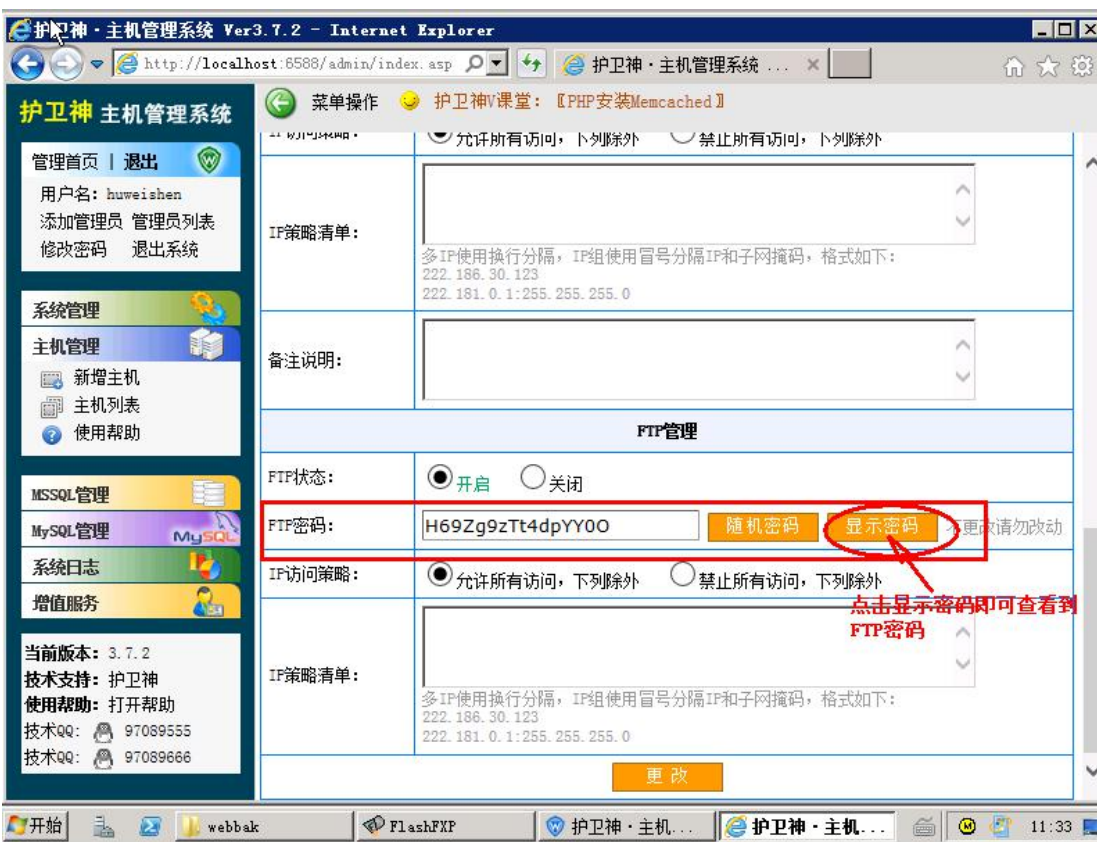 护卫神·主机管理系统 Ver3.7.2 - Internet Explorer
http://localhost:6588/admin/index.asp
护卫神·主机管理系统 ...
护卫神 主机管理系统
菜单操作
护卫神V课堂:〖PHP安装Memcached〗
管理首页 | 退出
用户名: huweishen
添加管理员 管理员列表
修改密码 退出系统
系统管理
主机管理
新增主机
主机列表
使用帮助
MSSQL管理
MySQL管理
MySQL
系统日志
增值服务
当前版本: 3.7.2
技术支持: 护卫神
使用帮助: 打开帮助
技术QQ: 97089555
技术QQ: 97089666
IP访问策略: 允许所有访问，下列除外 禁止所有访问，下列除外
IP策略清单:
多IP使用换行分隔，IP组使用冒号分隔IP和子网掩码，格式如下:
222.186.30.123
222.181.0.1:255.255.255.0
备注说明:
FTP管理
FTP状态: 开启 关闭
FTP密码: H69Zg9zTt4dpYY0O 随机密码 显示密码 不更改请勿改动
IP访问策略: 允许所有访问，下列除外 禁止所有访问，下列除外
点击显示密码即可查看到
FTP密码
IP策略清单:
多IP使用换行分隔，IP组使用冒号分隔IP和子网掩码，格式如下:
222.186.30.123
222.181.0.1:255.255.255.0
更 改
开始
webbak
FlashFXP
护卫神·主机...
护卫神·主机...
11:33